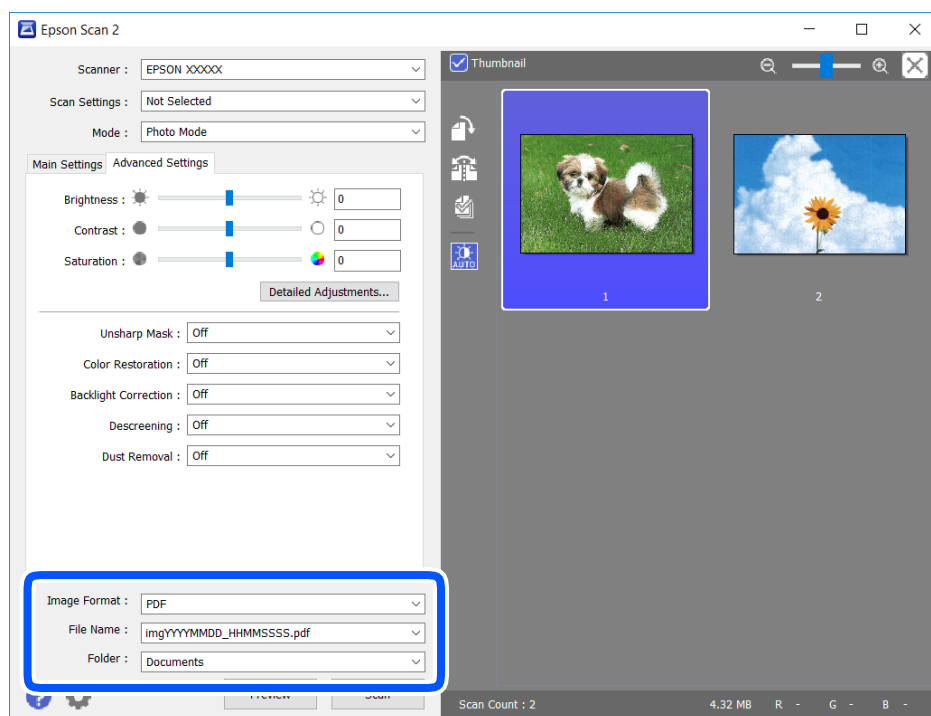 Epson Scan 2
Scanner : EPSON XXXXX
Scan Settings : Not Selected
Mode : Photo Mode
Main Settings Advanced Settings
Brightness : 0
Contrast : 0
Saturation : 0
Detailed Adjustments...
Unsharp Mask : Off
Color Restoration : Off
Backlight Correction : Off
Descreening : Off
Dust Removal : Off
Image Format : PDF
File Name : imgYYYYMMDD_HHMMSSSS.pdf
Folder : Documents
Preview Scan
Thumbnail
AUTO
1
2
Scan Count : 2 4.32 MB R - G - B -